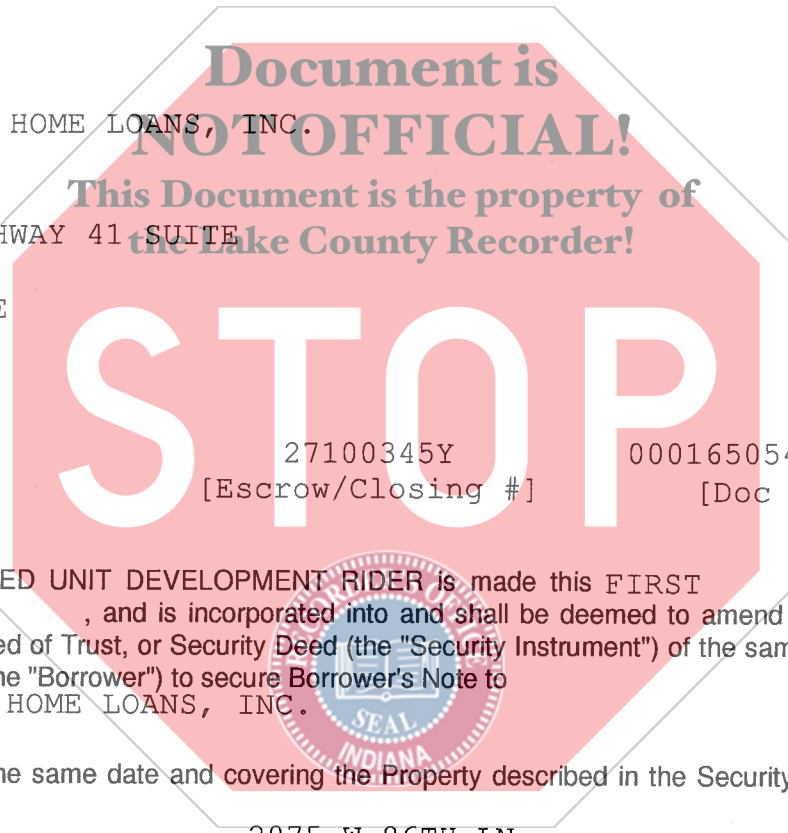 Document is
HOME LOANS, INC.
NOT OFFICIAL!
This Document is the property of
HWAY 41 SUITE
the Lake County Recorder!
E
STOP
27100345Y 000165054
[Escrow/Closing #] [Doc
ED UNIT DEVELOPMENT RIDER is made this FIRST
, and is incorporated into and shall be deemed to amend
ed of Trust, or Security Deed (the "Security Instrument") of the sam
he "Borrower") to secure Borrower's Note to
HOME LOANS, INC.
RECORDER'S OFFICE
SEAL
INDIANA
he same date and covering the Property described in the Security